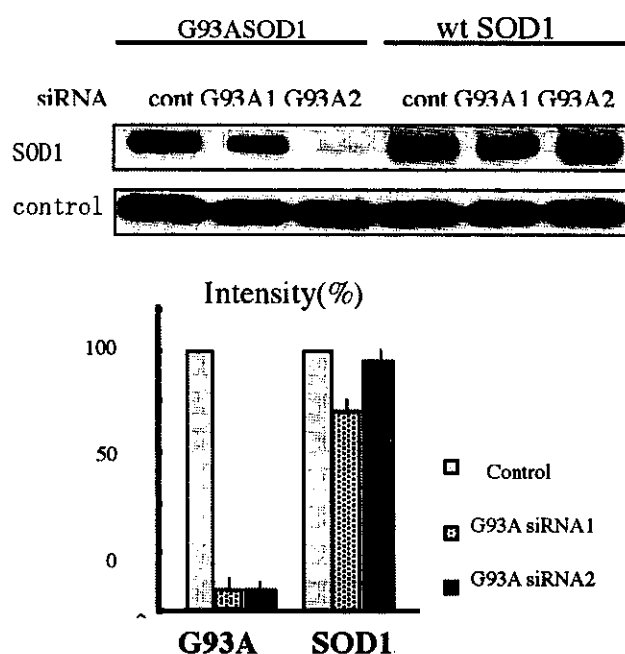 G93ASOD1 wt SOD1
siRNA cont G93A1 G93A2 cont G93A1 G93A2
SOD1
control
Intensity(%)
100
50
0
Control
G93A siRNA1
G93A siRNA2
G93A SOD1